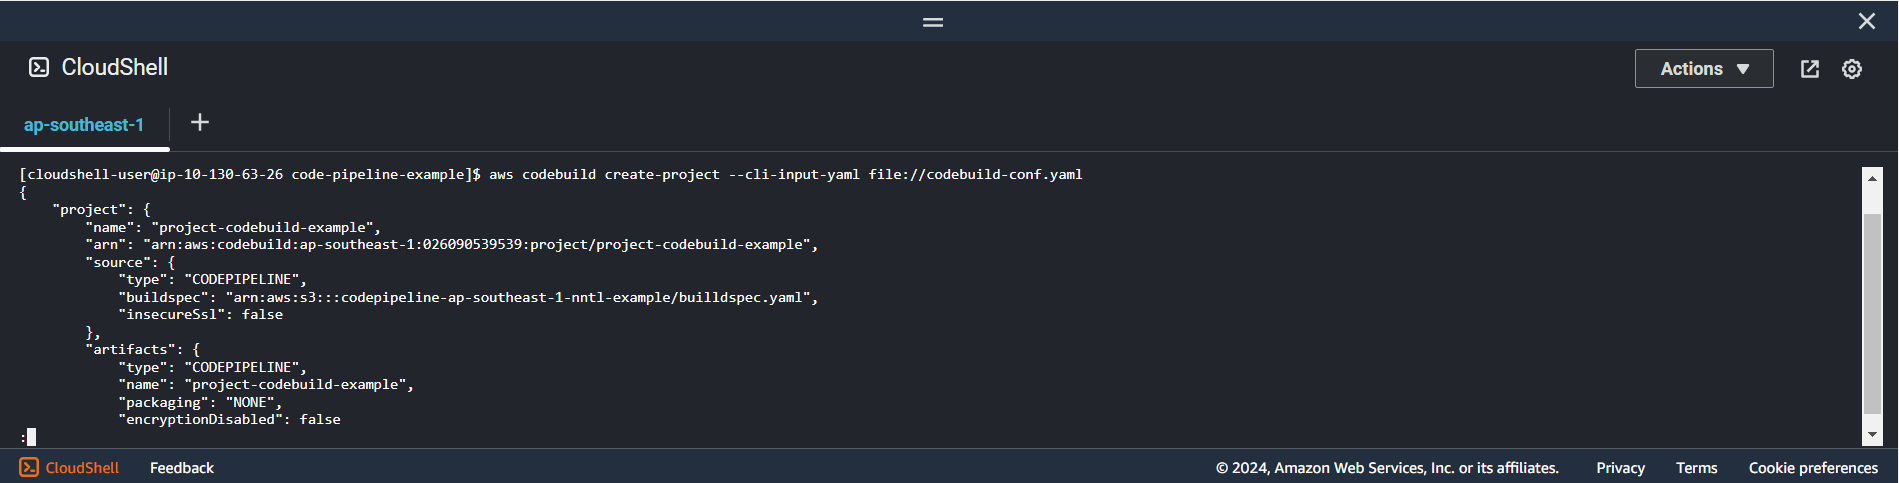 CloudShell
Actions
ap-southeast-1
[cloudshell-user@ip-10-130-63-26 code-pipeline-example]$ aws codebuild create-project --cli-input-yaml file://codebuild-conf.yaml
{
    "project": {
        "name": "project-codebuild-example",
        "arn": "arn:aws:codebuild:ap-southeast-1:026090539539:project/project-codebuild-example",
        "source": {
            "type": "CODEPIPELINE",
            "buildspec": "arn:aws:s3:::codepipeline-ap-southeast-1-nntl-example/builldspec.yaml",
            "insecureSsl": false
        },
        "artifacts": {
            "type": "CODEPIPELINE",
            "name": "project-codebuild-example",
            "packaging": "NONE",
            "encryptionDisabled": false
:
CloudShell Feedback © 2024, Amazon Web Services, Inc. or its affiliates. Privacy Terms Cookie preferences